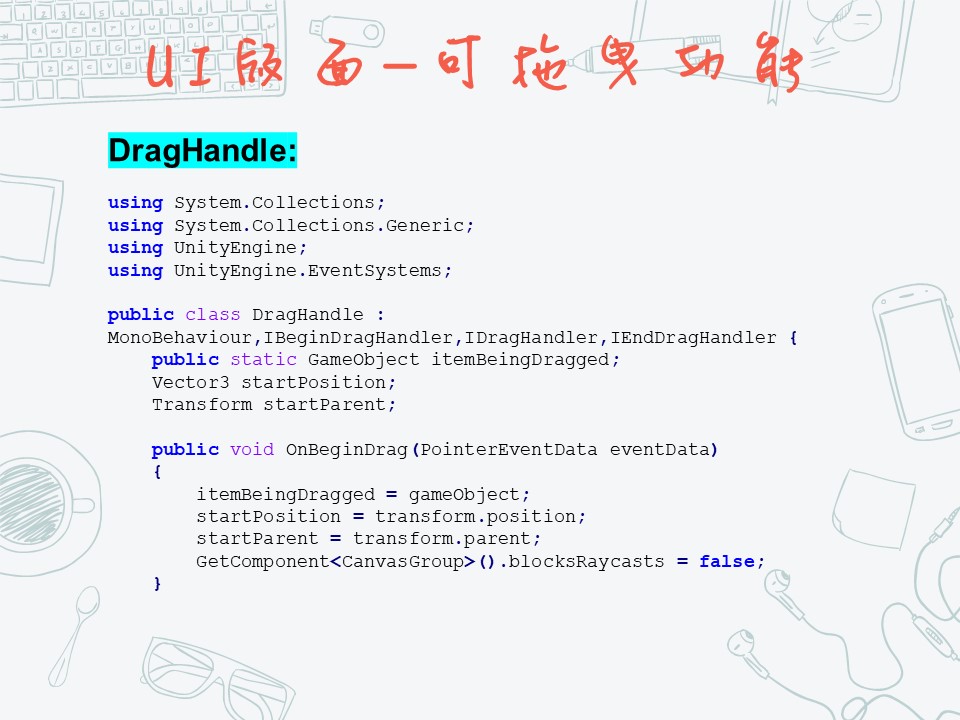 UI版面－可拖曳功能
DragHandle:
using System.Collections;
using System.Collections.Generic;
using UnityEngine;
using UnityEngine.EventSystems;
public class DragHandle :
MonoBehaviour,IBeginDragHandler,IDragHandler,IEndDragHandler {
    public static GameObject itemBeingDragged;
    Vector3 startPosition;
    Transform startParent;
    public void OnBeginDrag(PointerEventData eventData)
    {
        itemBeingDragged = gameObject;
        startPosition = transform.position;
        startParent = transform.parent;
        GetComponent<CanvasGroup>().blocksRaycasts = false;
    }